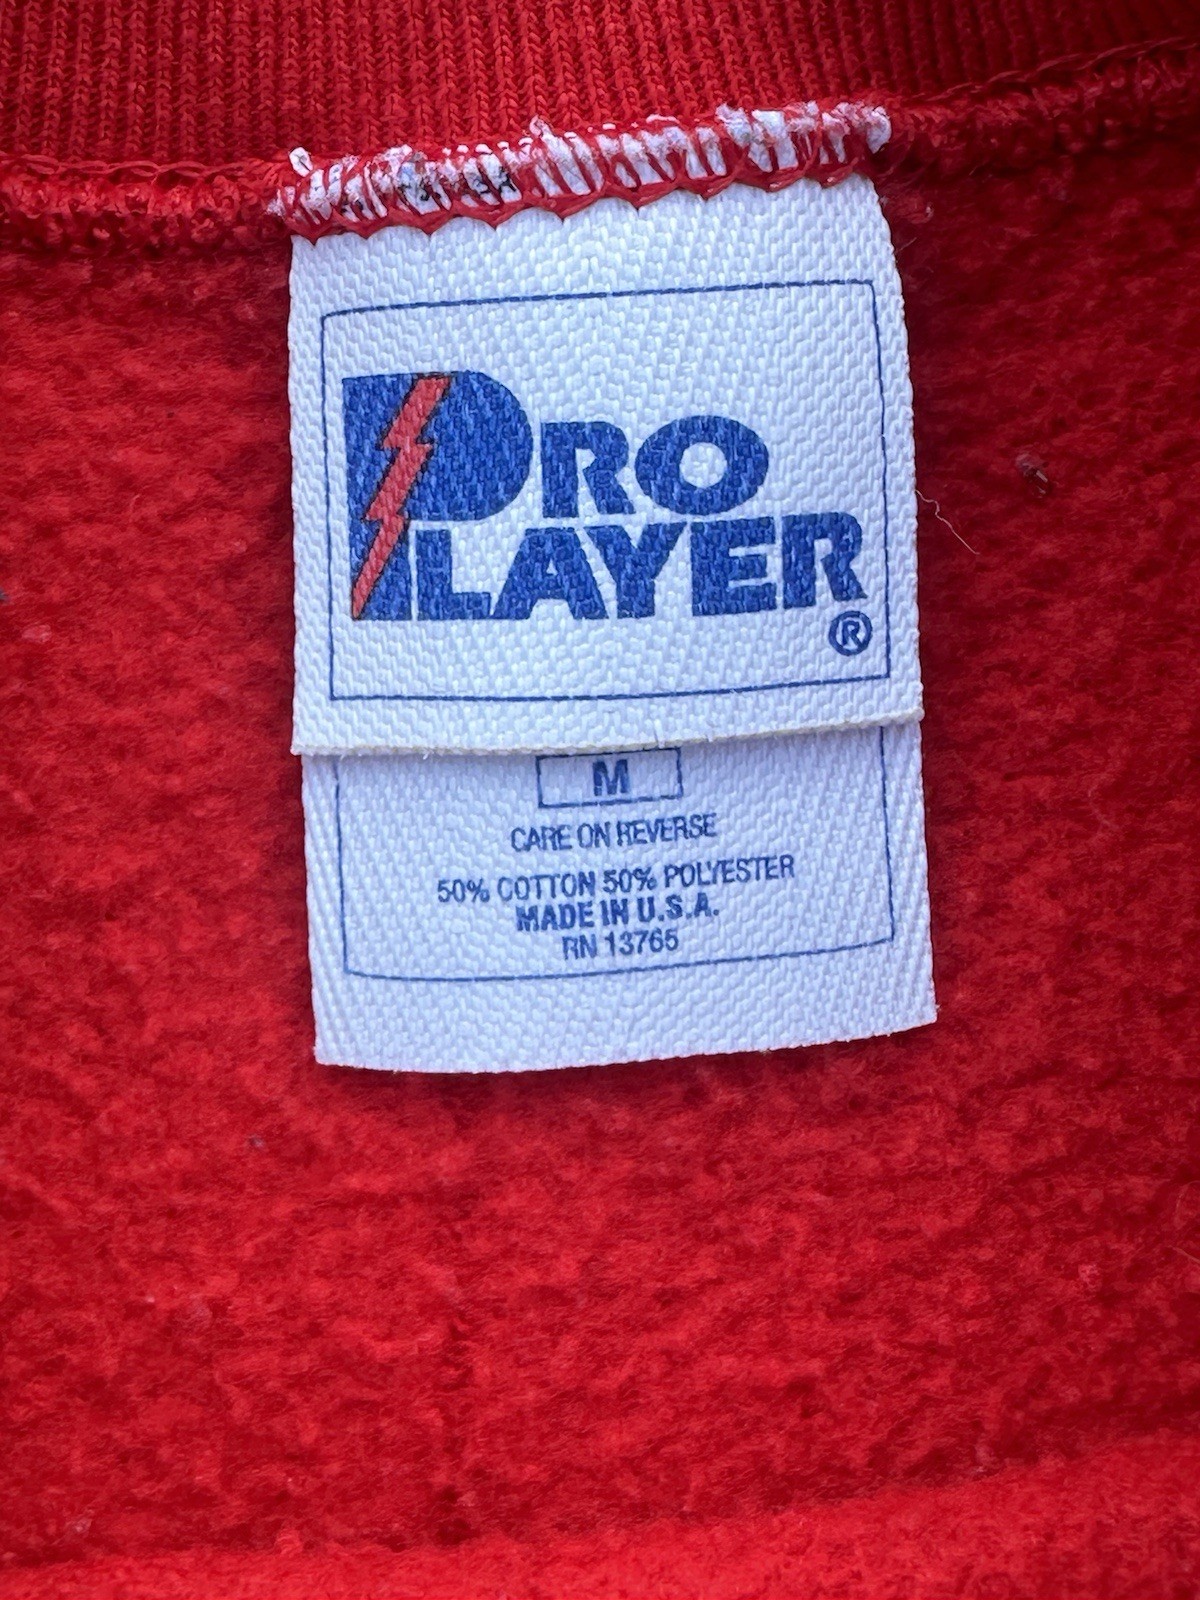 PRO
PLAYER®
M
CARE ON REVERSE
50% COTTON 50% POLYESTER
MADE IN U.S.A.
RN 13765